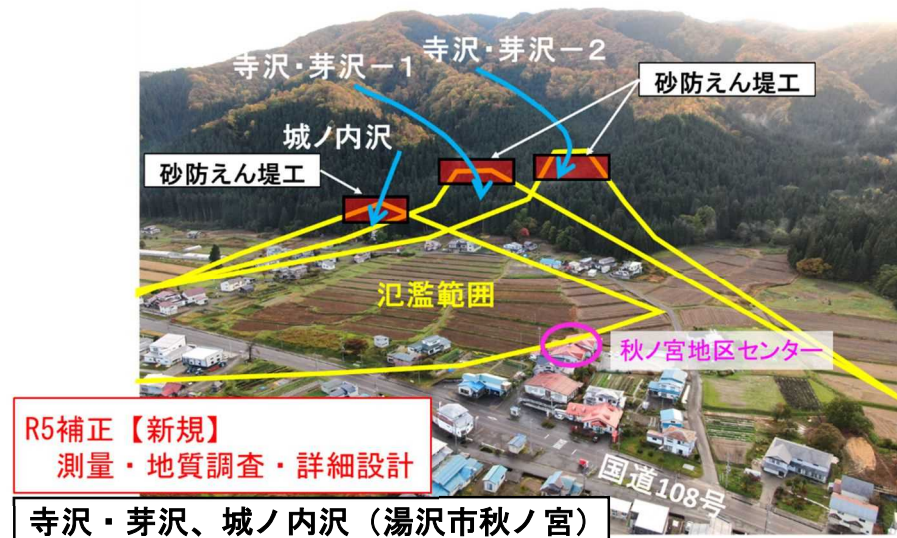 寺沢・芽沢－1
寺沢・芽沢－2
砂防えん堤工
城ノ内沢
砂防えん堤工
氾濫範囲
秋ノ宮地区センター
R5補正【新規】
測量・地質調査・詳細設計
国道108号
寺沢・芽沢、城ノ内沢（湯沢市秋ノ宮）